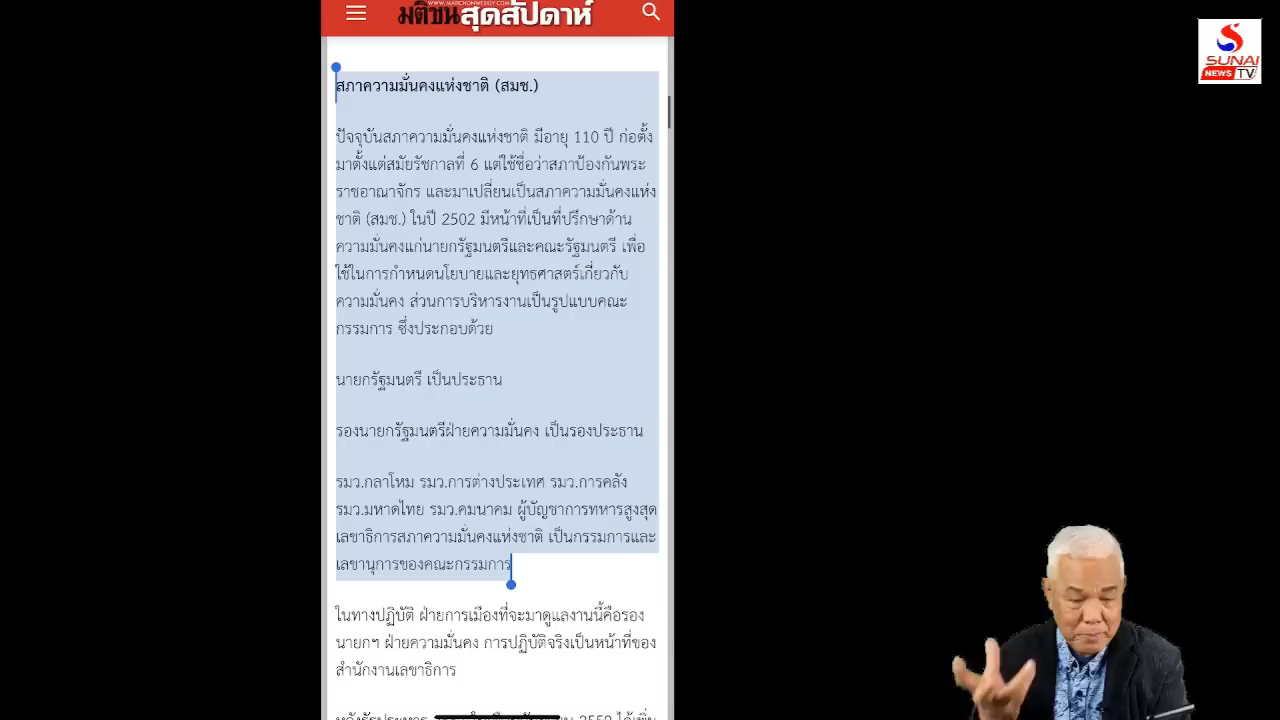 WWW.MATICHONWEEKLY.COM
มติชนสุดสัปดาห์
SUNAI
NEWS TV
สภาความมั่นคงแห่งชาติ (สมช.)
ปัจจุบันสภาความมั่นคงแห่งชาติ มีอายุ 110 ปี ก่อตั้ง
มาตั้งแต่สมัยรัชกาลที่ 6 แต่ใช้ชื่อว่าสภาป้องกันพระ
ราชอาณาจักร และมาเปลี่ยนเป็นสภาความมั่นคงแห่ง
ชาติ (สมช.) ในปี 2502 มีหน้าที่เป็นที่ปรึกษาด้าน
ความมั่นคงแก่นายกรัฐมนตรีและคณะรัฐมนตรี เพื่อ
ใช้ในการกำหนดนโยบายและยุทธศาสตร์เกี่ยวกับ
ความมั่นคง ส่วนการบริหารงานเป็นรูปแบบคณะ
กรรมการ ซึ่งประกอบด้วย
นายกรัฐมนตรี เป็นประธาน
รองนายกรัฐมนตรีฝ่ายความมั่นคง เป็นรองประธาน
รมว.กลาโหม รมว.การต่างประเทศ รมว.การคลัง
รมว.มหาดไทย รมว.คมนาคม ผู้บัญชาการทหารสูงสุด
เลขาธิการสภาความมั่นคงแห่งชาติ เป็นกรรมการและ
เลขานุการของคณะกรรมการ
ในทางปฏิบัติ ฝ่ายการเมืองที่จะมาดูแลงานนี้คือรอง
นายกฯ ฝ่ายความมั่นคง การปฏิบัติจริงเป็นหน้าที่ของ
สำนักงานเลขาธิการ